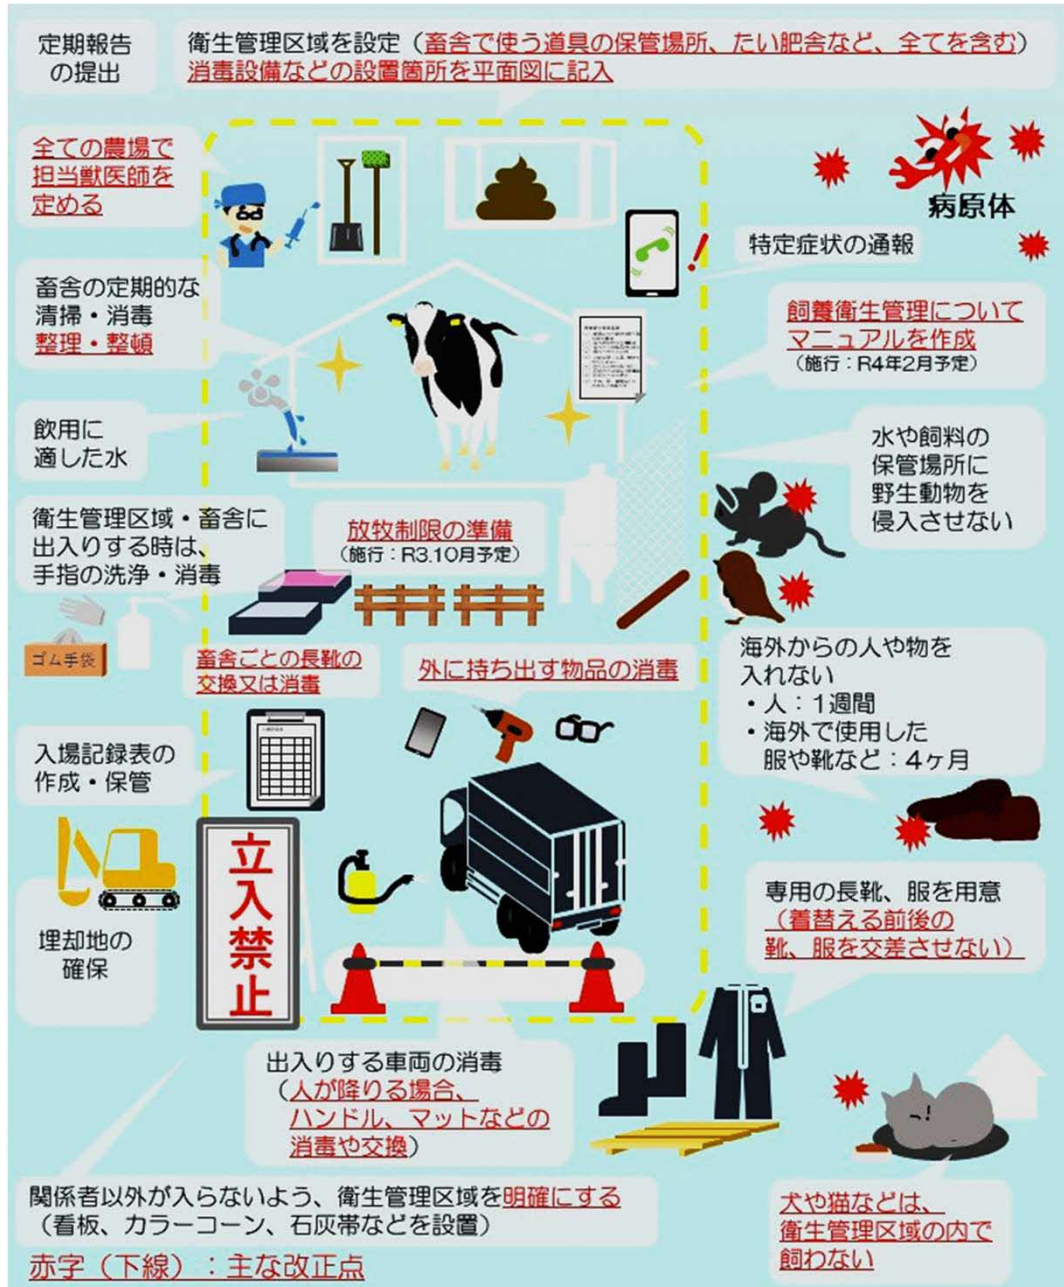 定期報告
の提出
衛生管理区域を設定（畜舎で使う道具の保管場所、たい肥舎など、全てを含む）
消毒設備などの設置箇所を平面図に記入
全ての農場で
担当獣医師を
定める
病原体
特定症状の通報
畜舎の定期的な
清掃・消毒
整理・整頓
飼養衛生管理について
マニュアルを作成
（施行：R4年2月予定）
飲用に
適した水
水や飼料の
保管場所に
野生動物を
侵入させない
衛生管理区域・畜舎に
出入りする時は、
手指の洗浄・消毒
放牧制限の準備
（施行：R3.10月予定）
ゴム手袋
畜舎ごとの長靴の
交換又は消毒
外に持ち出す物品の消毒
海外からの人や物を
入れない
・人：1週間
・海外で使用した
服や靴など：4ヶ月
入場記録表の
作成・保管
立入禁止
専用の長靴、服を用意
（着替える前後の
靴、服を交差させない）
埋却地の
確保
出入りする車両の消毒
（人が降りる場合、
ハンドル、マットなどの
消毒や交換）
関係者以外が入らないよう、衛生管理区域を明確にする
（看板、カラーコーン、石灰帯などを設置）
犬や猫などは、
衛生管理区域の内で
飼わない
赤字（下線）：主な改正点